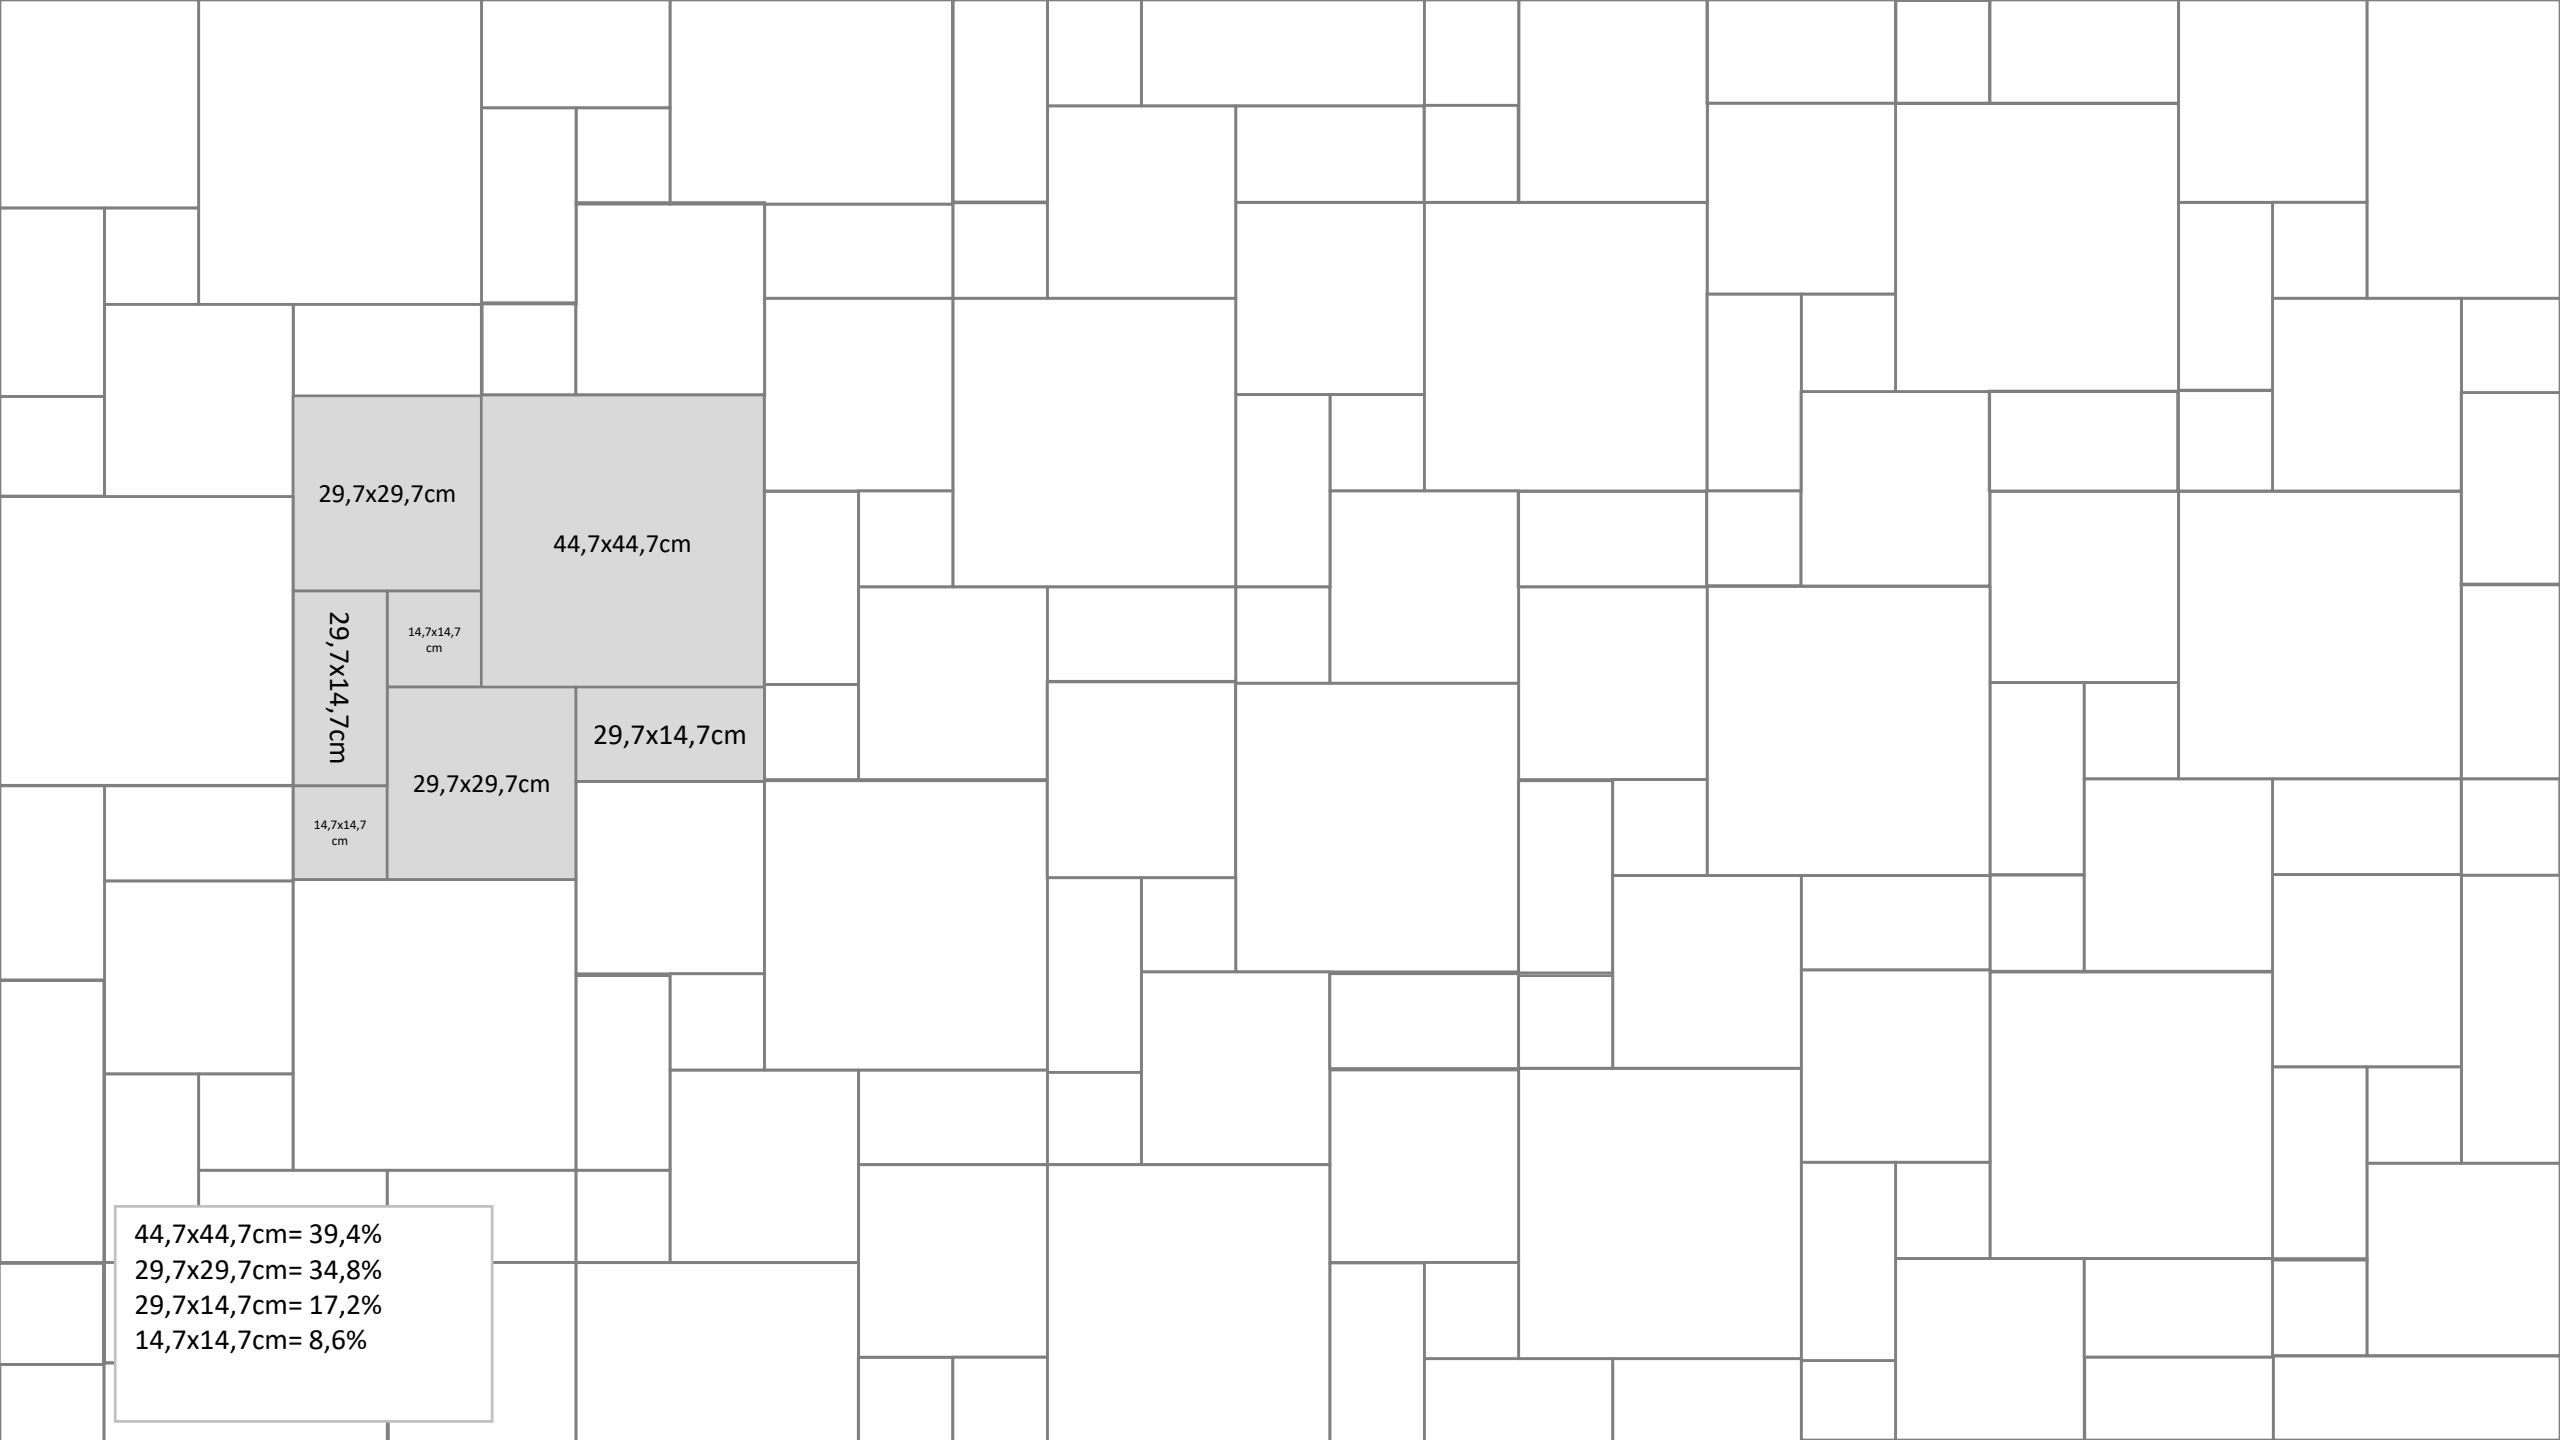 29,7x29,7cm
44,7x44,7cm
29,7x14,7cm
14,7x14,7
cm
29,7x14,7cm
29,7x29,7cm
14,7x14,7
cm
44,7x44,7cm= 39,4%
29,7x29,7cm= 34,8%
29,7x14,7cm= 17,2%
14,7x14,7cm= 8,6%